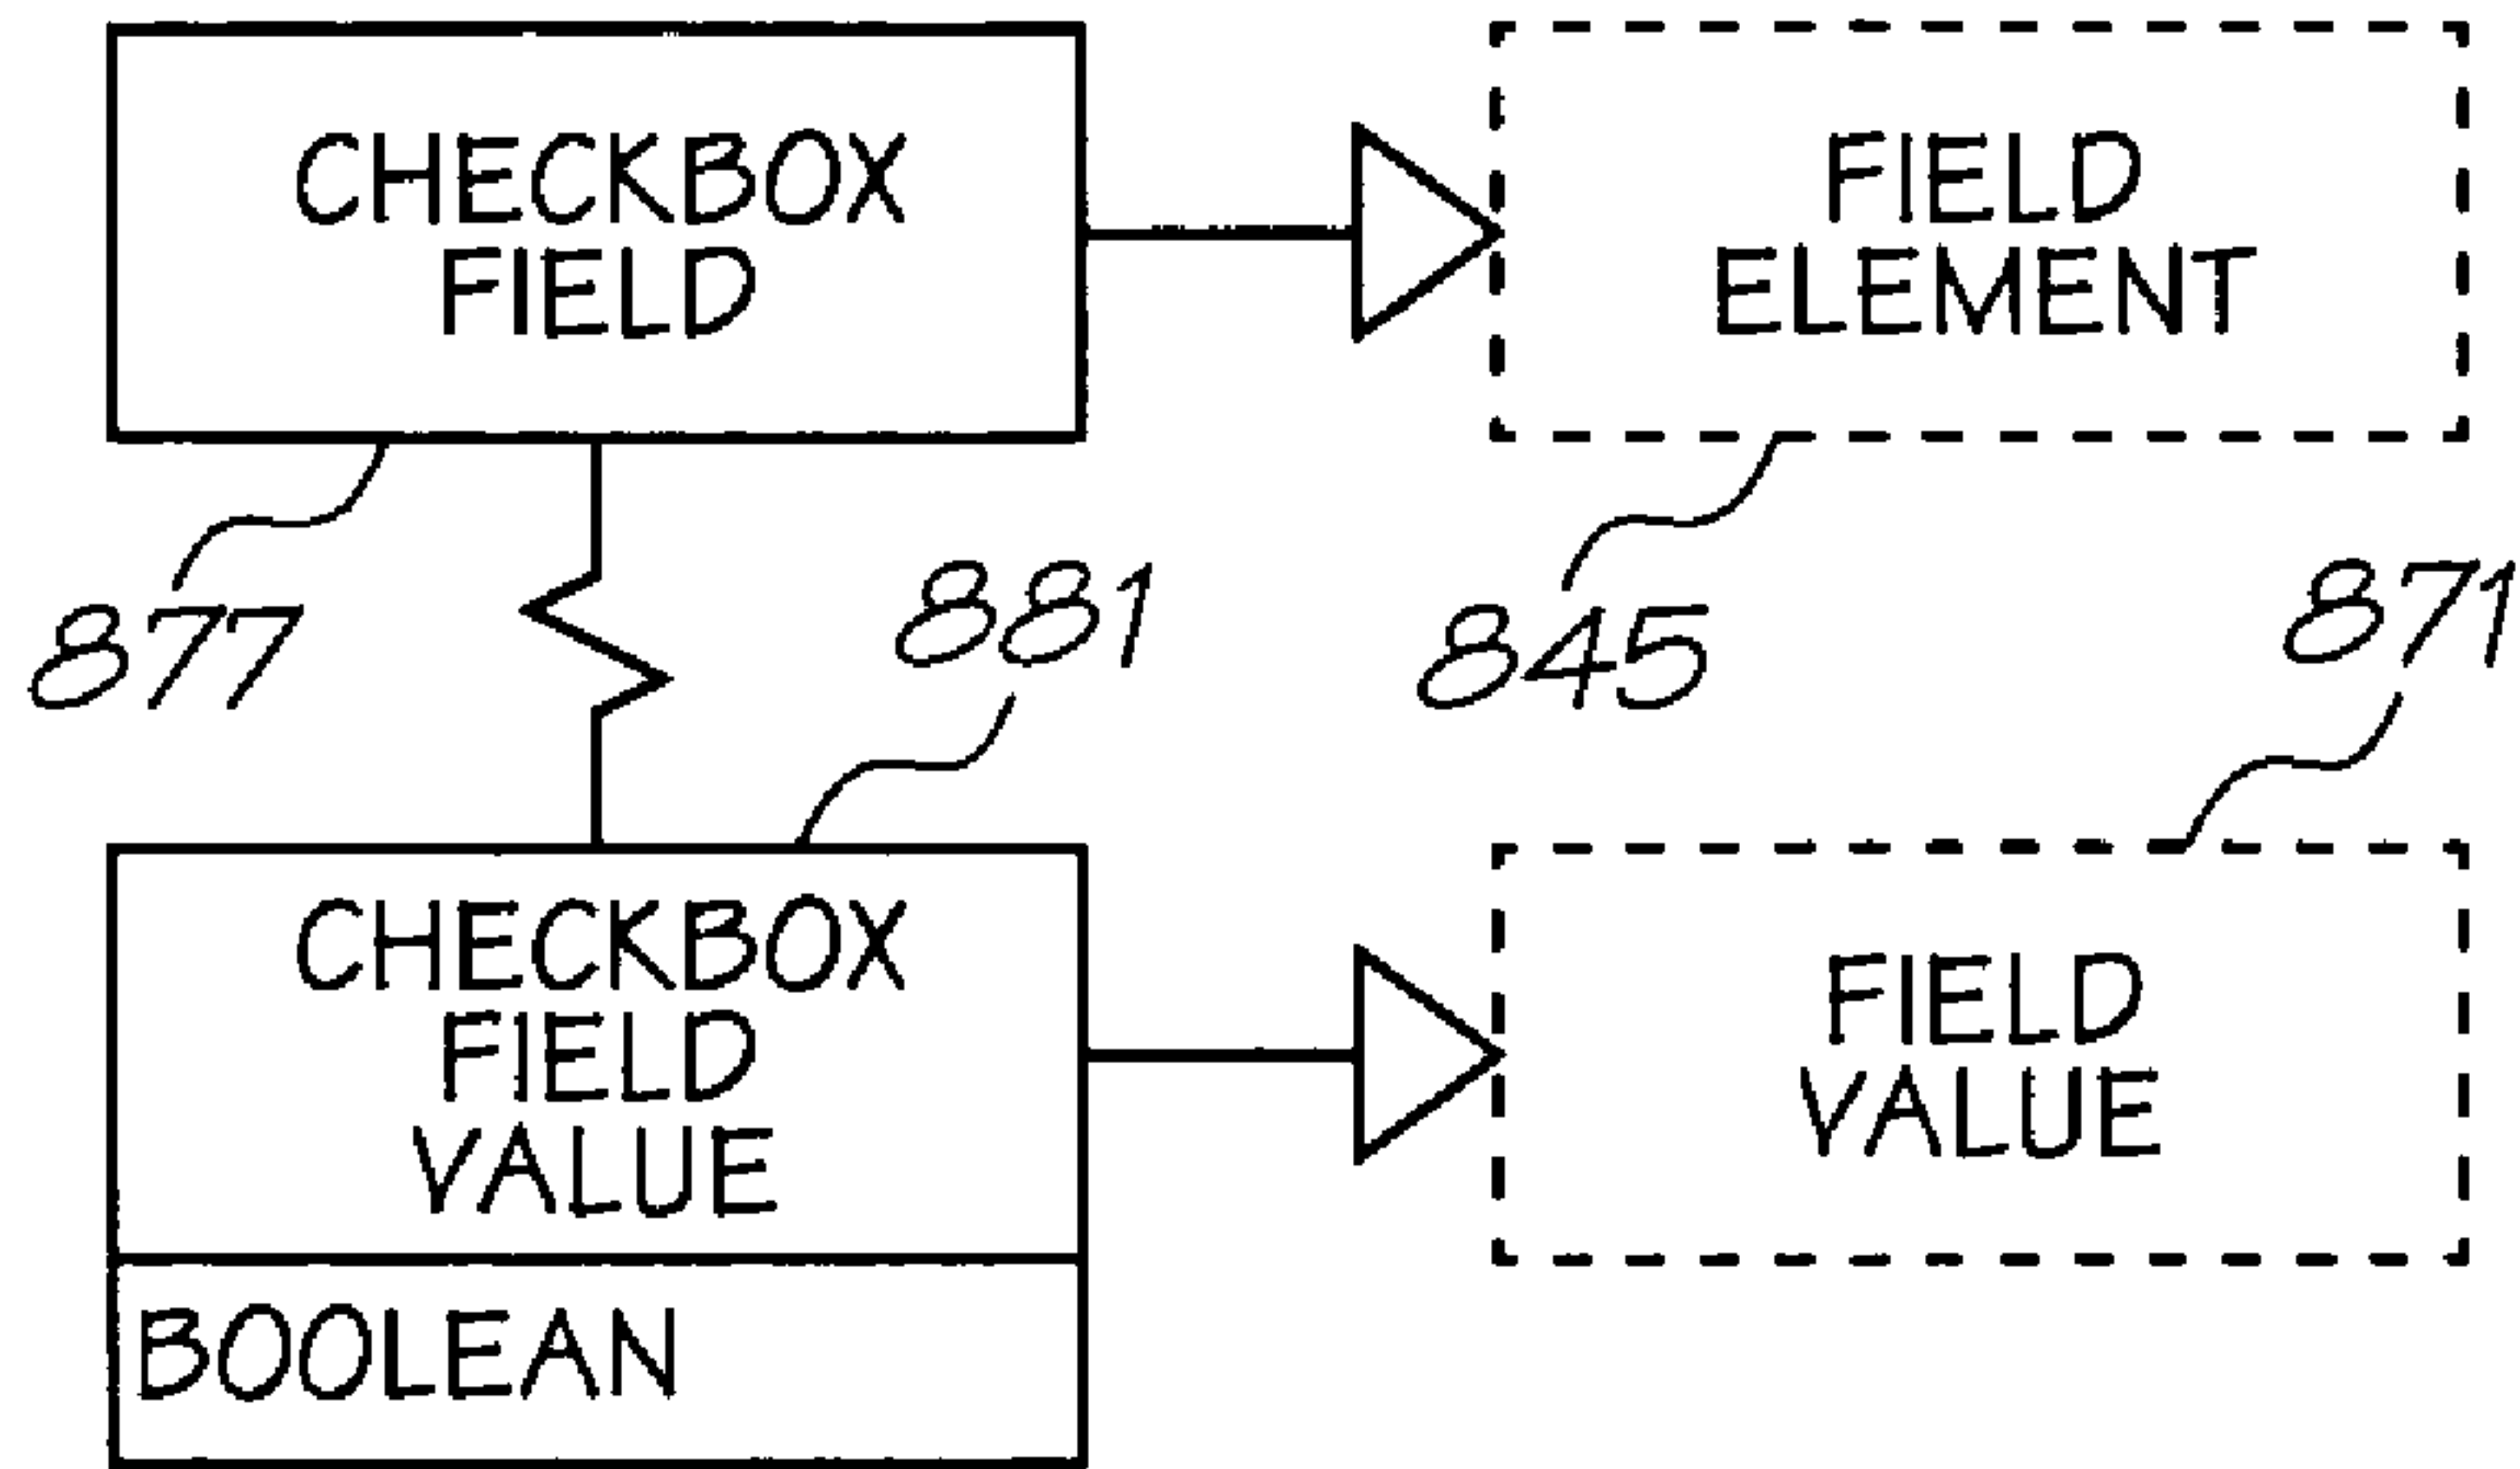 CHECKBOX
FIELD
FIELD
ELEMENT
877
881
845
871
CHECKBOX
FIELD
VALUE
BOOLEAN
FIELD
VALUE